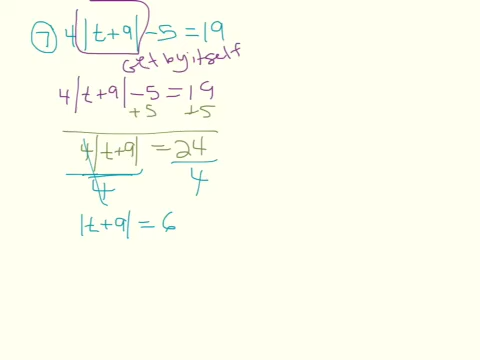 ⑦ 4|t+9|-5=19
Get by itself
4|t+9|-5=19
+5 +5
4|t+9| = 24
4 4
|t+9| = 6